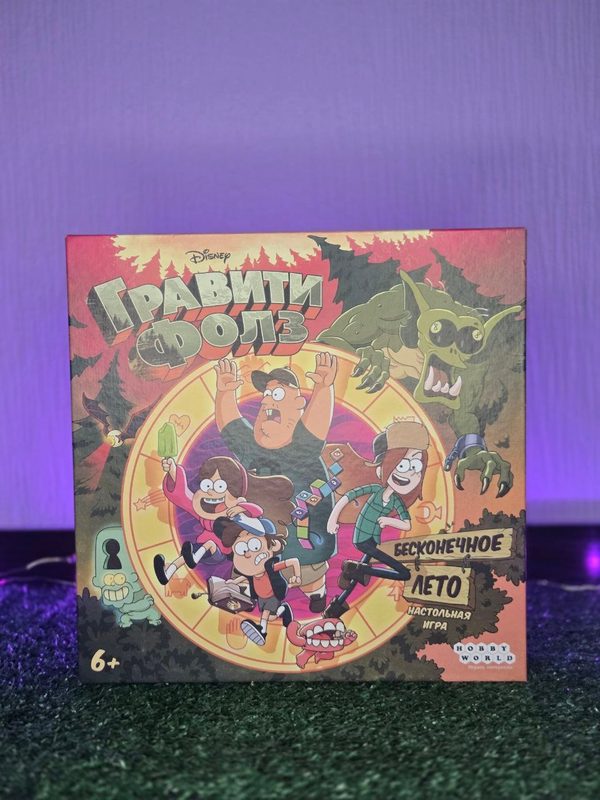 Disney
ГРАВИТИ
ФОЛЗ
БЕСКОНЕЧНОЕ
ЛЕТО
НАСТОЛЬНАЯ
ИГРА
6+
HOBBY
WORLD